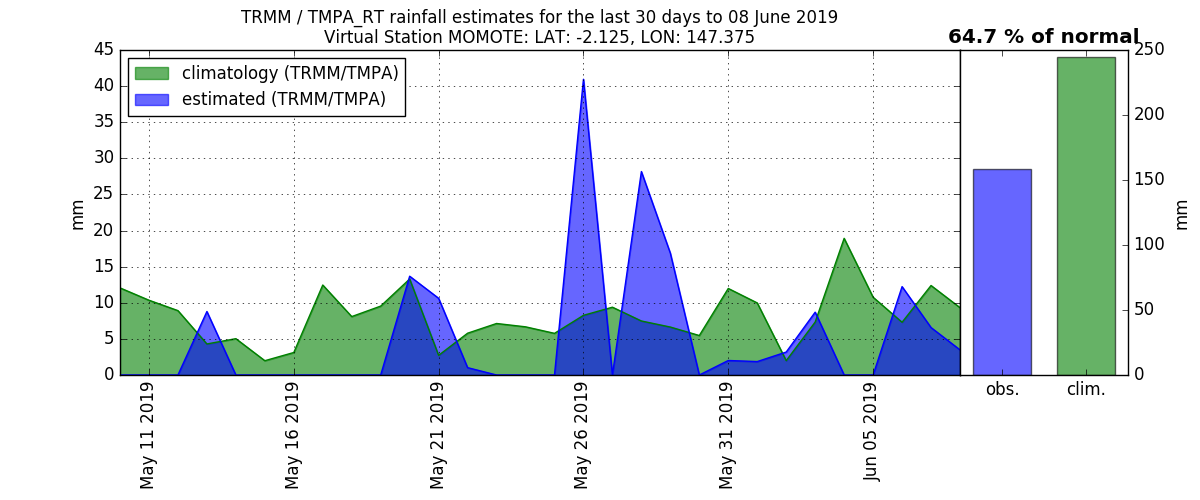 TRMM / TMPA_RT rainfall estimates for the last 30 days to 08 June 2019
Virtual Station MOMOTE: LAT: -2.125, LON: 147.375
64.7 % of normal
climatology (TRMM/TMPA)
estimated (TRMM/TMPA)
45
40
35
30
25
20
15
10
5
0
mm
May 11 2019
May 16 2019
May 21 2019
May 26 2019
May 31 2019
Jun 05 2019
obs.
clim.
250
200
150
100
50
0
mm